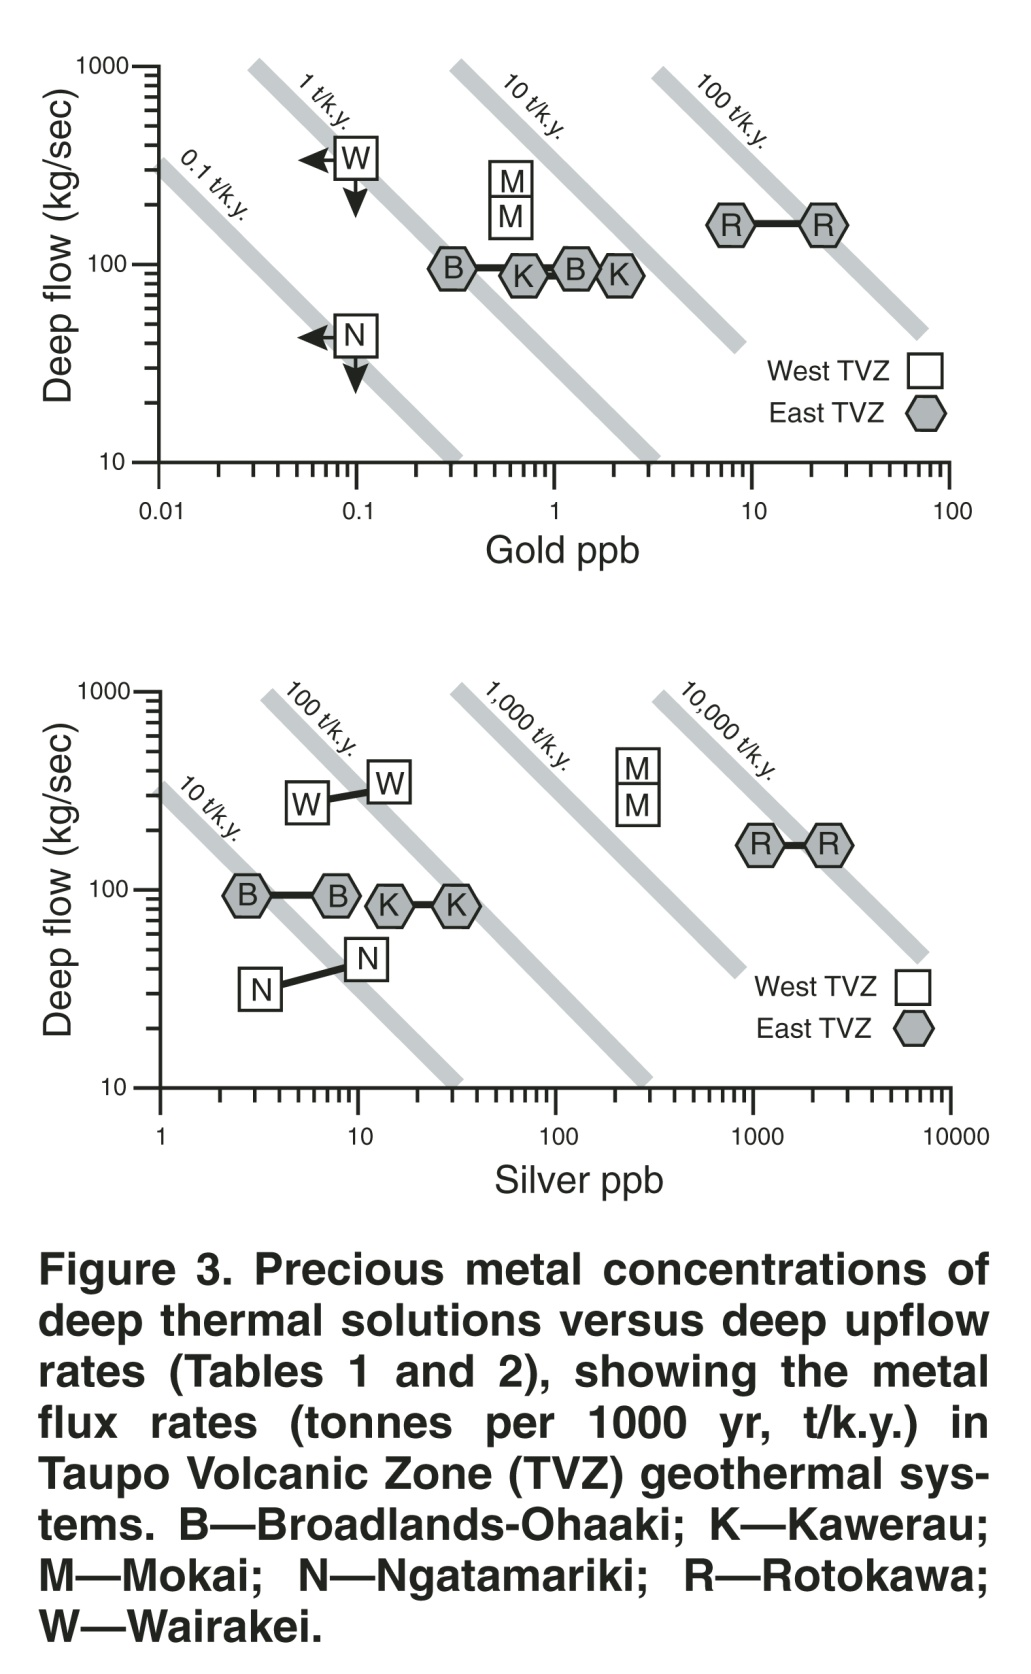 1000
100
10
Deep flow (kg/sec)
0.1 t/k.y.
1 t/k.y.
10 t/k.y.
100 t/k.y.
W
M
M
R
R
B
K
B
K
N
West TVZ
East TVZ
0.01
0.1
1
10
100
Gold ppb
1000
100
10
Deep flow (kg/sec)
10 t/k.y.
100 t/k.y.
1,000 t/k.y.
10,000 t/k.y.
W
W
M
M
R
R
B
B
K
K
N
N
West TVZ
East TVZ
1
10
100
1000
10000
Silver ppb
Figure 3. Precious metal concentrations of
deep thermal solutions versus deep upflow
rates (Tables 1 and 2), showing the metal
flux rates (tonnes per 1000 yr, t/k.y.) in
Taupo Volcanic Zone (TVZ) geothermal sys-
tems. B—Broadlands-Ohaaki; K—Kawerau;
M—Mokai; N—Ngatamariki; R—Rotokawa;
W—Wairakei.